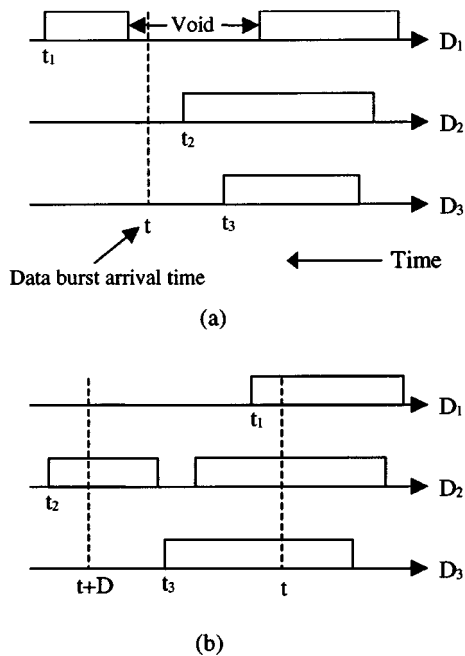 Void
D1
t1
D2
t2
D3
t3
t
Data burst arrival time
Time
(a)
D1
t1
D2
t2
D3
t3
t+D
t
(b)